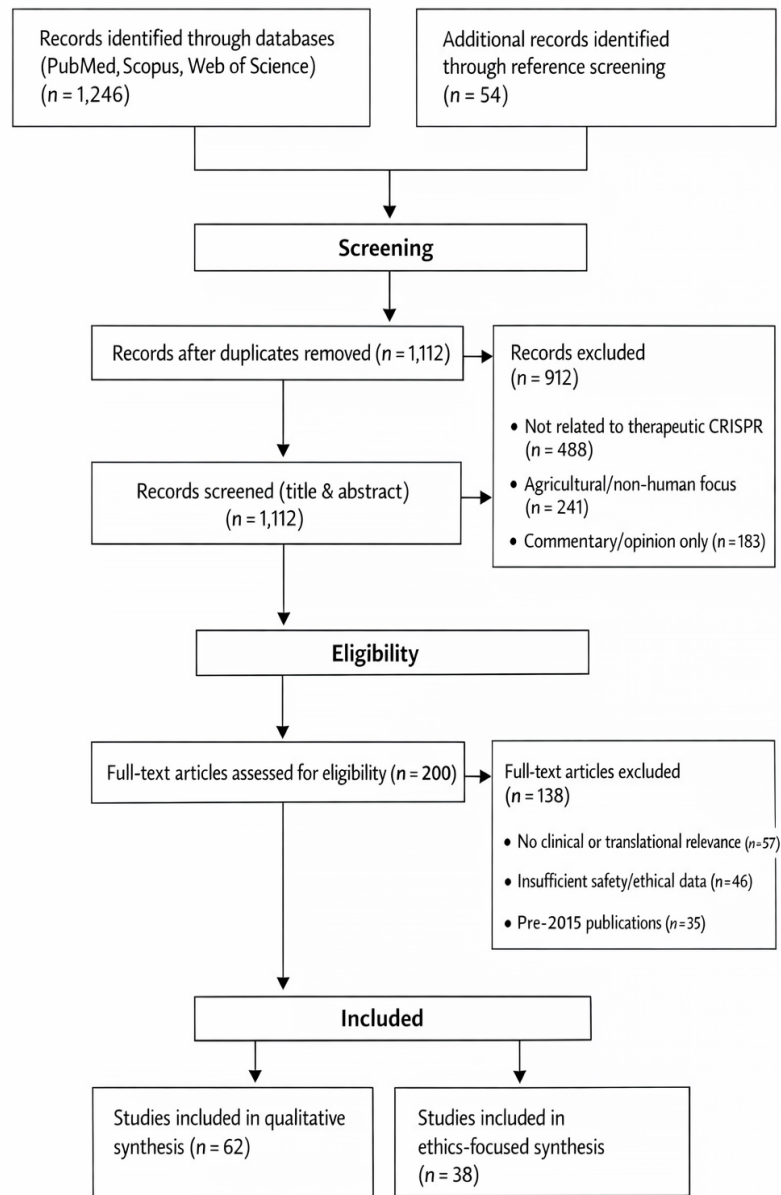 Records identified through databases
(PubMed, Scopus, Web of Science)
(n = 1,246)
Additional records identified
through reference screening
(n = 54)
Screening
Records after duplicates removed (n = 1,112)
Records excluded
(n = 912)
• Not related to therapeutic CRISPR
(n = 488)
• Agricultural/non-human focus
(n = 241)
• Commentary/opinion only (n = 183)
Records screened (title & abstract)
(n = 1,112)
Eligibility
Full-text articles assessed for eligibility (n = 200)
Full-text articles excluded
(n = 138)
• No clinical or translational relevance (n=57)
• Insufficient safety/ethical data (n=46)
• Pre-2015 publications (n=35)
Included
Studies included in qualitative
synthesis (n = 62)
Studies included in
ethics-focused synthesis
(n = 38)